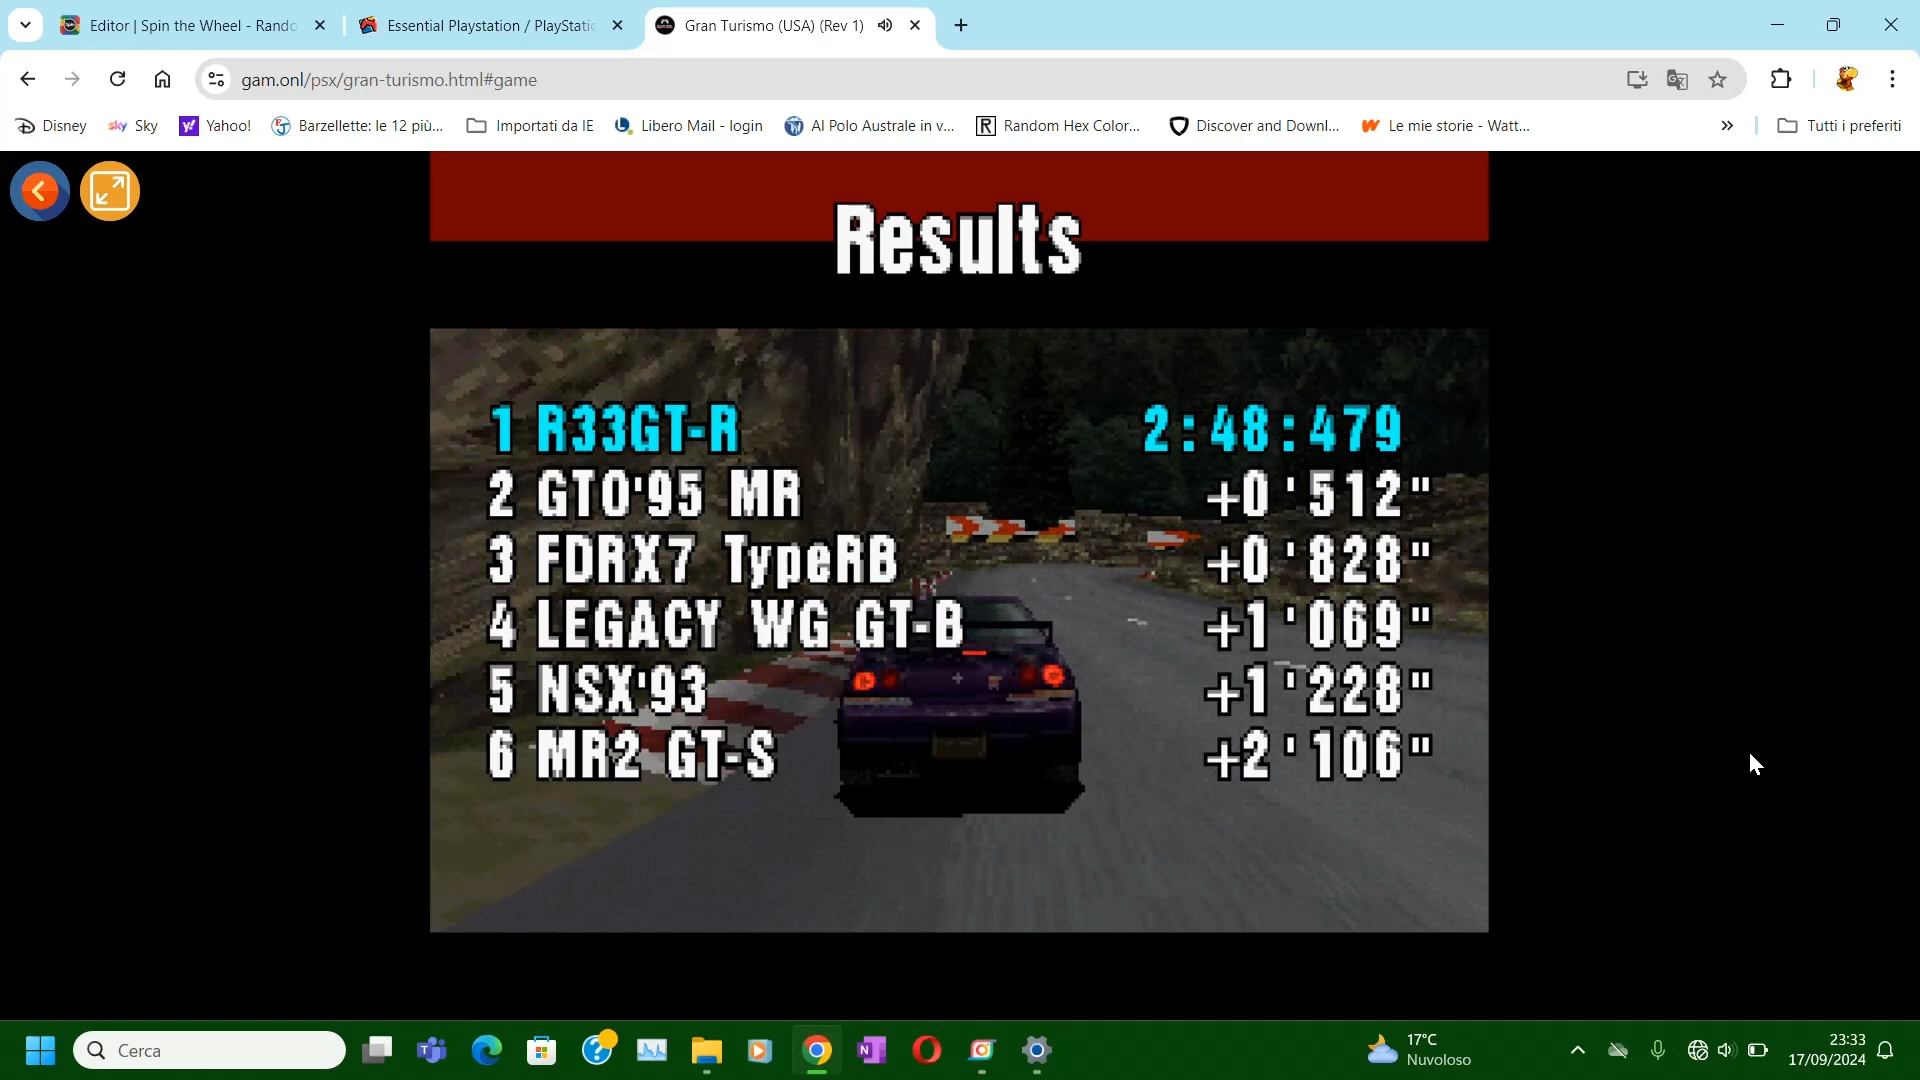 Editor | Spin the Wheel - Rando
Essential Playstation / PlayStatio
Gran Turismo (USA) (Rev 1)
gam.onl/psx/gran-turismo.html#game
Disney
sky Sky
Yahoo!
Barzellette: le 12 più...
Importati da IE
Libero Mail - login
Al Polo Australe in v...
Random Hex Color...
Discover and Downl...
Le mie storie - Watt...
Tutti i preferiti
Results
1 R33GT-R 2:48:479
2 GTO'95 MR +0'512"
3 FDRX7 TypeRB +0'828"
4 LEGACY WG GT-B +1'069"
5 NSX'93 +1'228"
6 MR2 GT-S +2'106"
Cerca
17°C
Nuvoloso
23:33
17/09/2024